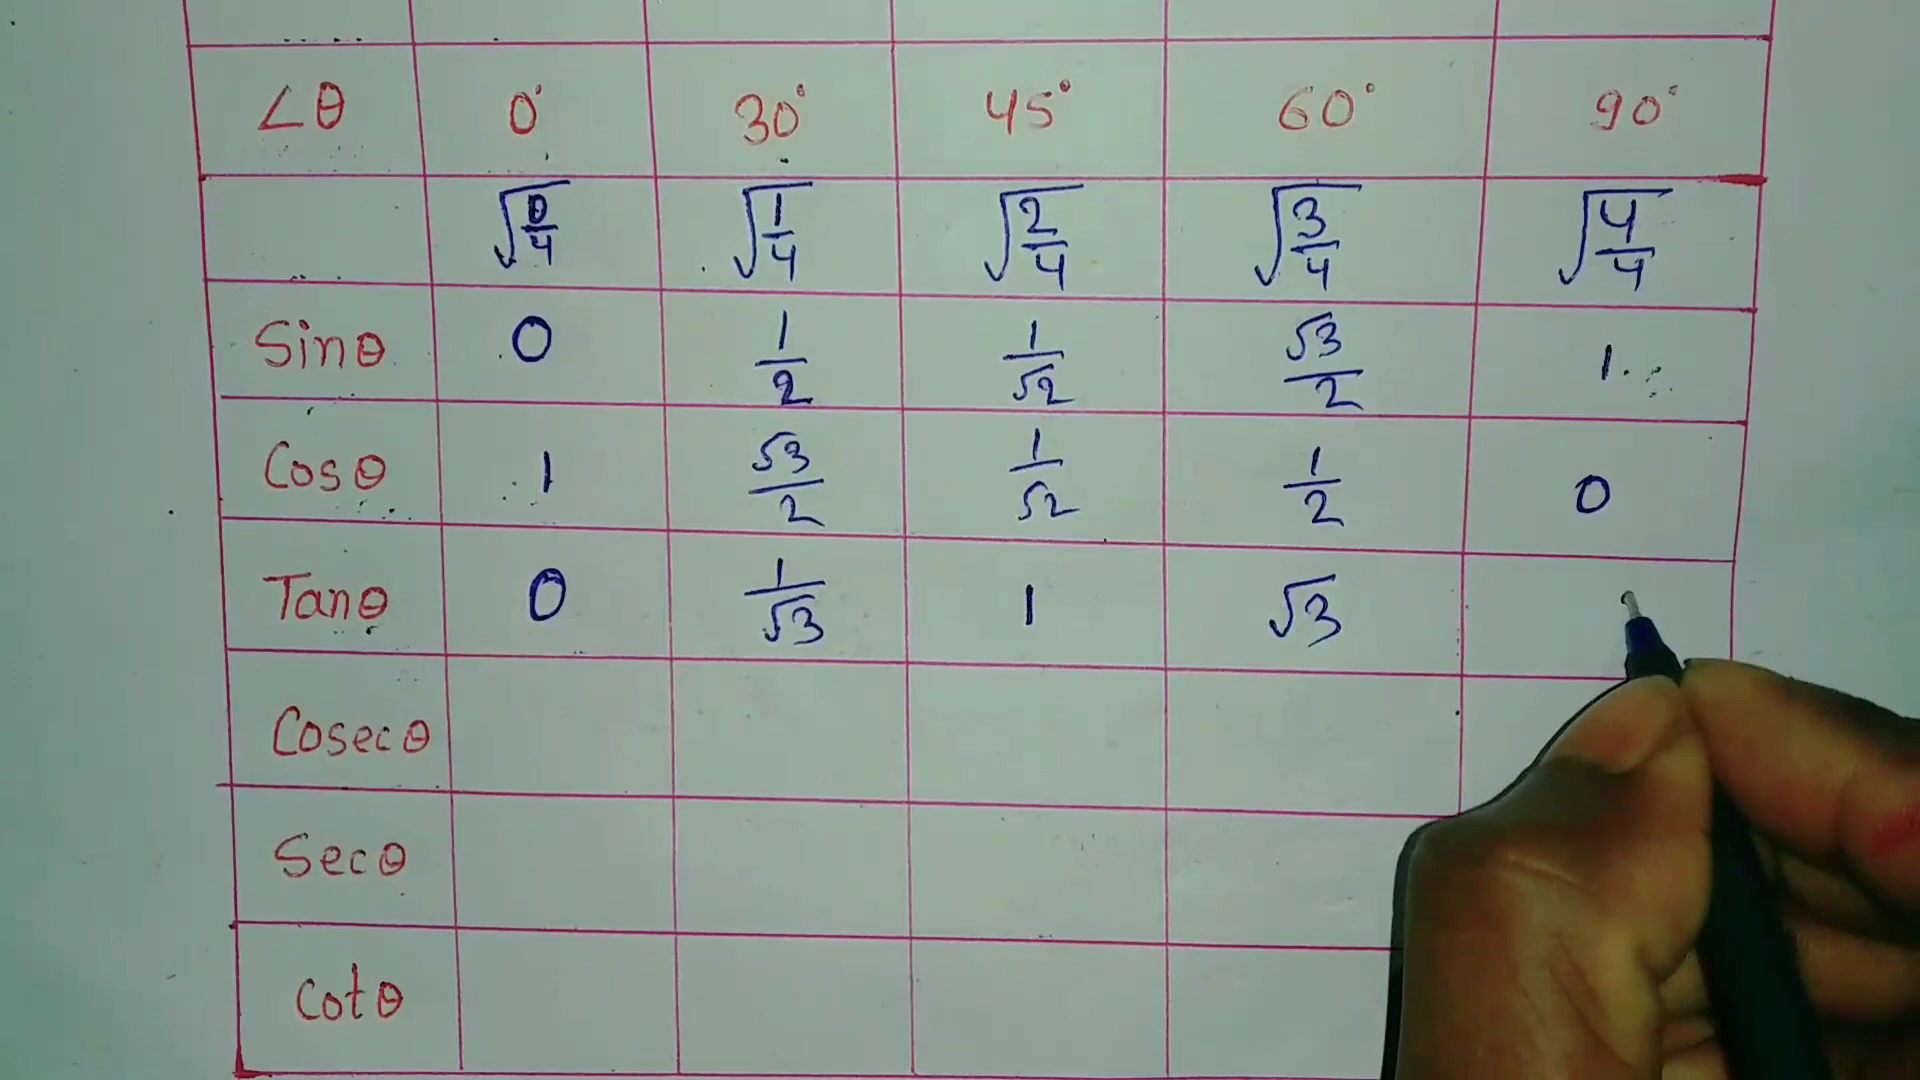 ∠θ 0° 30° 45° 60° 90°
√0/4 √1/4 √2/4 √3/4 √4/4
Sinθ 0 1/2 1/√2 √3/2 1
Cosθ 1 √3/2 1/√2 1/2 0
Tanθ 0 1/√3 1 √3
Cosecθ
Secθ
Cotθ